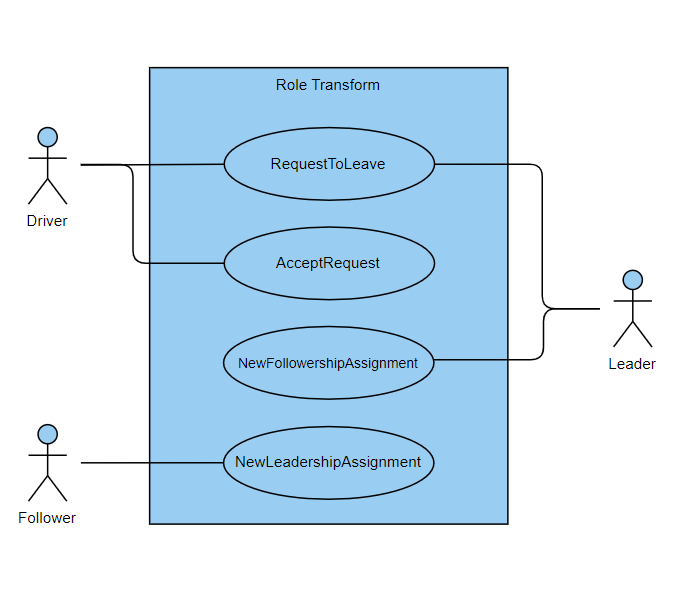 Role Transform
RequestToLeave
Driver
AcceptRequest
NewFollowershipAssignment
Leader
NewLeadershipAssignment
Follower